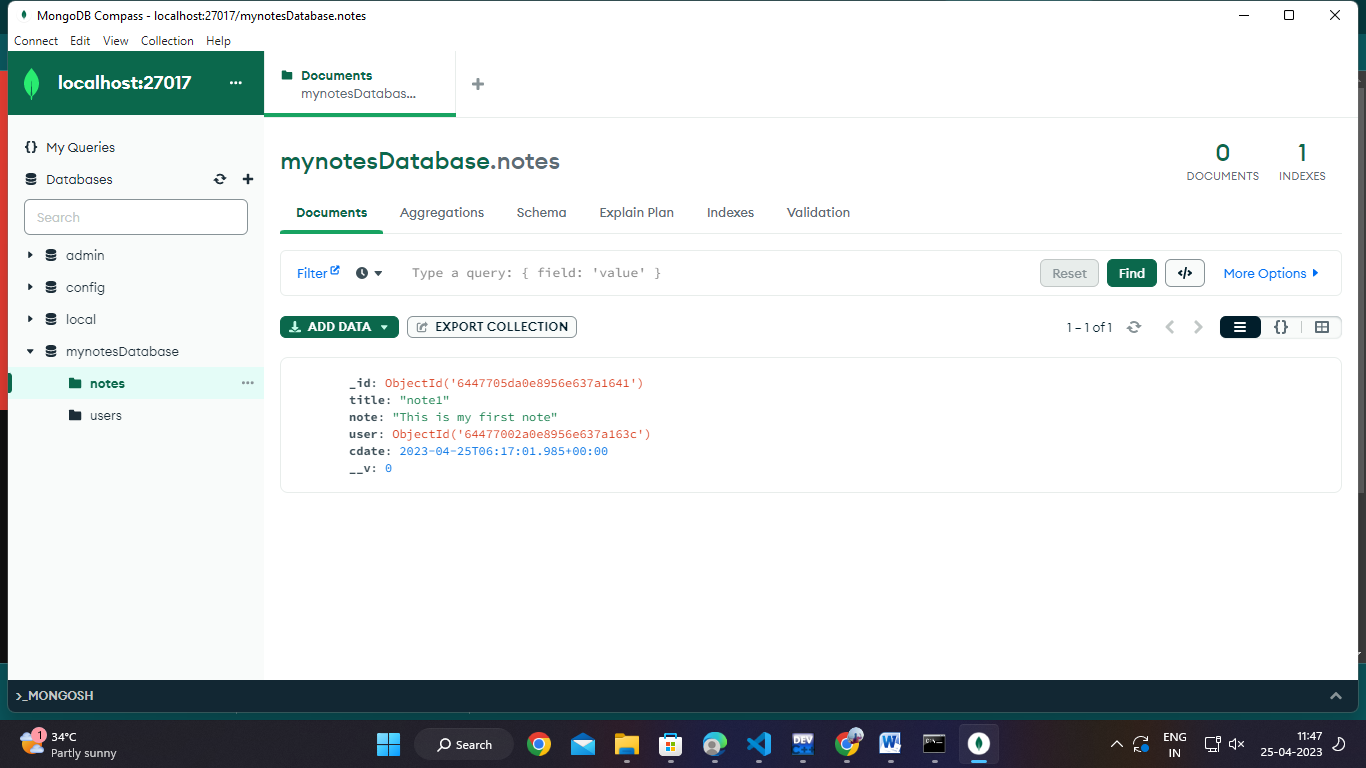 MongoDB Compass - localhost:27017/mynotesDatabase.notes
Connect Edit View Collection Help
localhost:27017 ...
Documents
mynotesDatabas...
My Queries
Databases
Search
admin
config
local
mynotesDatabase
notes ...
users
mynotesDatabase.notes
0
DOCUMENTS
1
INDEXES
Documents Aggregations Schema Explain Plan Indexes Validation
Filter Type a query: { field: 'value' } Reset Find </> More Options
ADD DATA EXPORT COLLECTION 1 – 1 of 1 {}
_id: ObjectId('6447705da0e8956e637a1641')
title: "note1"
note: "This is my first note"
user: ObjectId('64477002a0e8956e637a163c')
cdate: 2023-04-25T06:17:01.985+00:00
__v: 0
>_MONGOSH
1
34°C
Partly sunny
Search
DEV
ENG
IN
11:47
25-04-2023